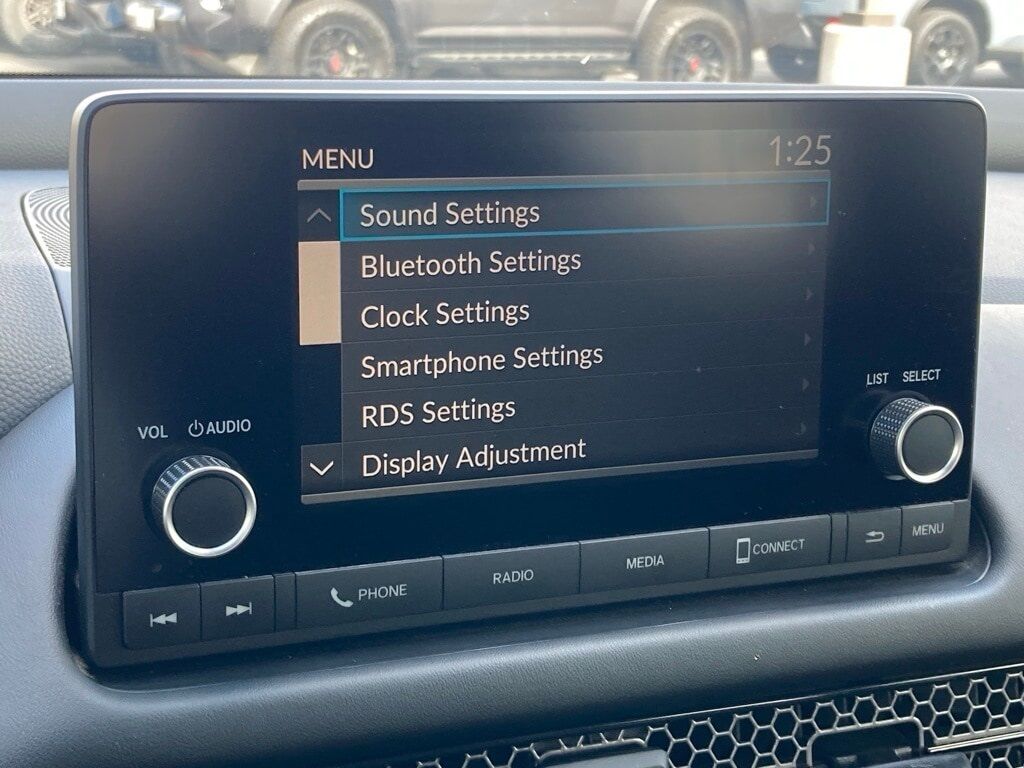 MENU 1:25
Sound Settings
Bluetooth Settings
Clock Settings
Smartphone Settings
RDS Settings
Display Adjustment
LIST SELECT
VOL AUDIO
PHONE RADIO MEDIA CONNECT MENU